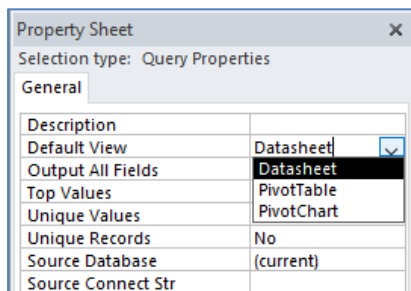 Property Sheet
Selection type: Query Properties
General
Description
Default View Datasheet
Output All Fields Datasheet
Top Values PivotTable
Unique Values PivotChart
Unique Records No
Source Database (current)
Source Connect Str